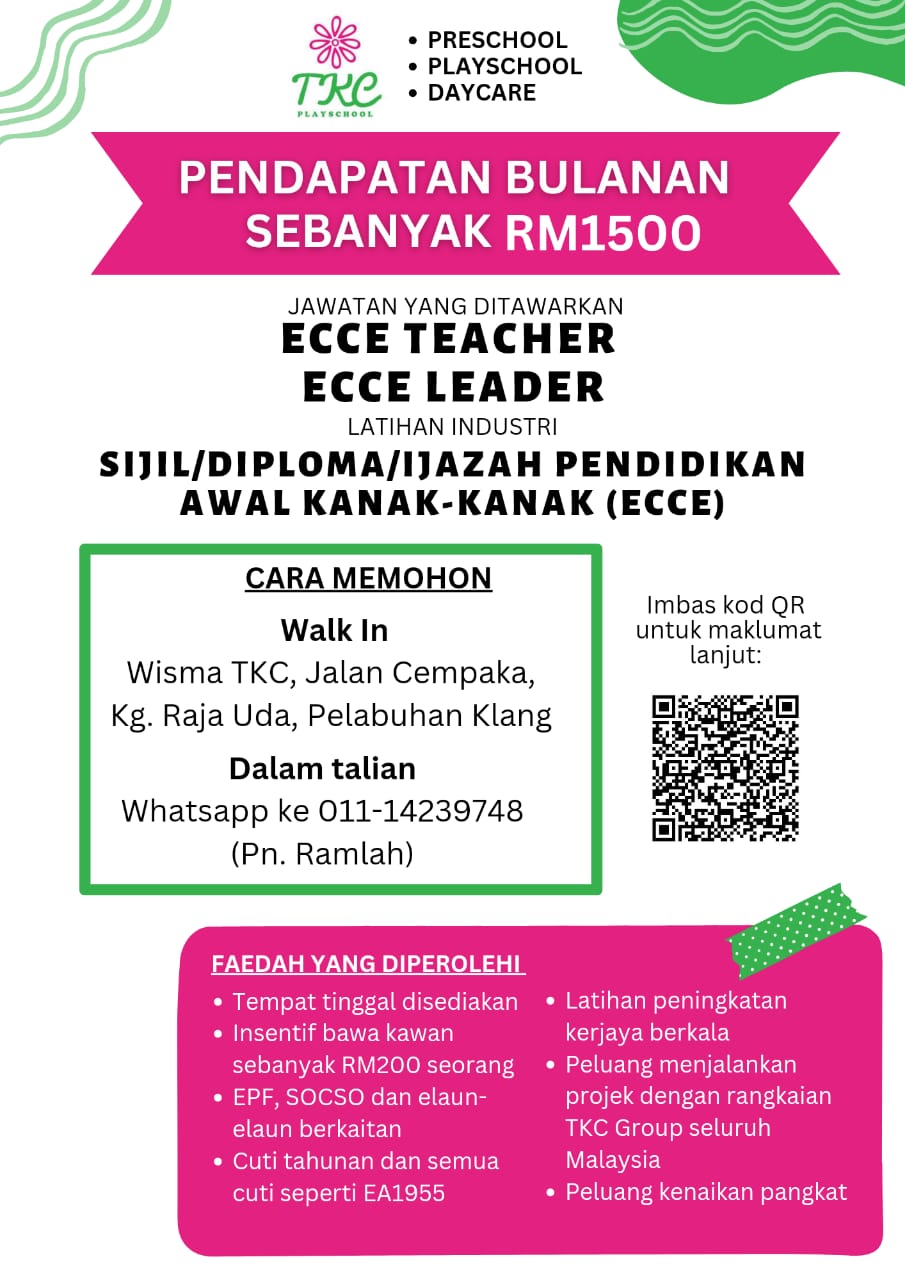 TKC
PLAYSCHOOL
• PRESCHOOL
• PLAYSCHOOL
• DAYCARE
PENDAPATAN BULANAN
SEBANYAK RM1500
JAWATAN YANG DITAWARKAN
ECCE TEACHER
ECCE LEADER
LATIHAN INDUSTRI
SIJIL/DIPLOMA/IJAZAH PENDIDIKAN
AWAL KANAK-KANAK (ECCE)
CARA MEMOHON
Walk In
Wisma TKC, Jalan Cempaka,
Kg. Raja Uda, Pelabuhan Klang
Dalam talian
Whatsapp ke 011-14239748
(Pn. Ramlah)
Imbas kod QR
untuk maklumat
lanjut:
FAEDAH YANG DIPEROLEHI
• Tempat tinggal disediakan
• Insentif bawa kawan
sebanyak RM200 seorang
• EPF, SOCSO dan elaun-
elaun berkaitan
• Cuti tahunan dan semua
cuti seperti EA1955
• Latihan peningkatan
kerjaya berkala
• Peluang menjalankan
projek dengan rangkaian
TKC Group seluruh
Malaysia
• Peluang kenaikan pangkat